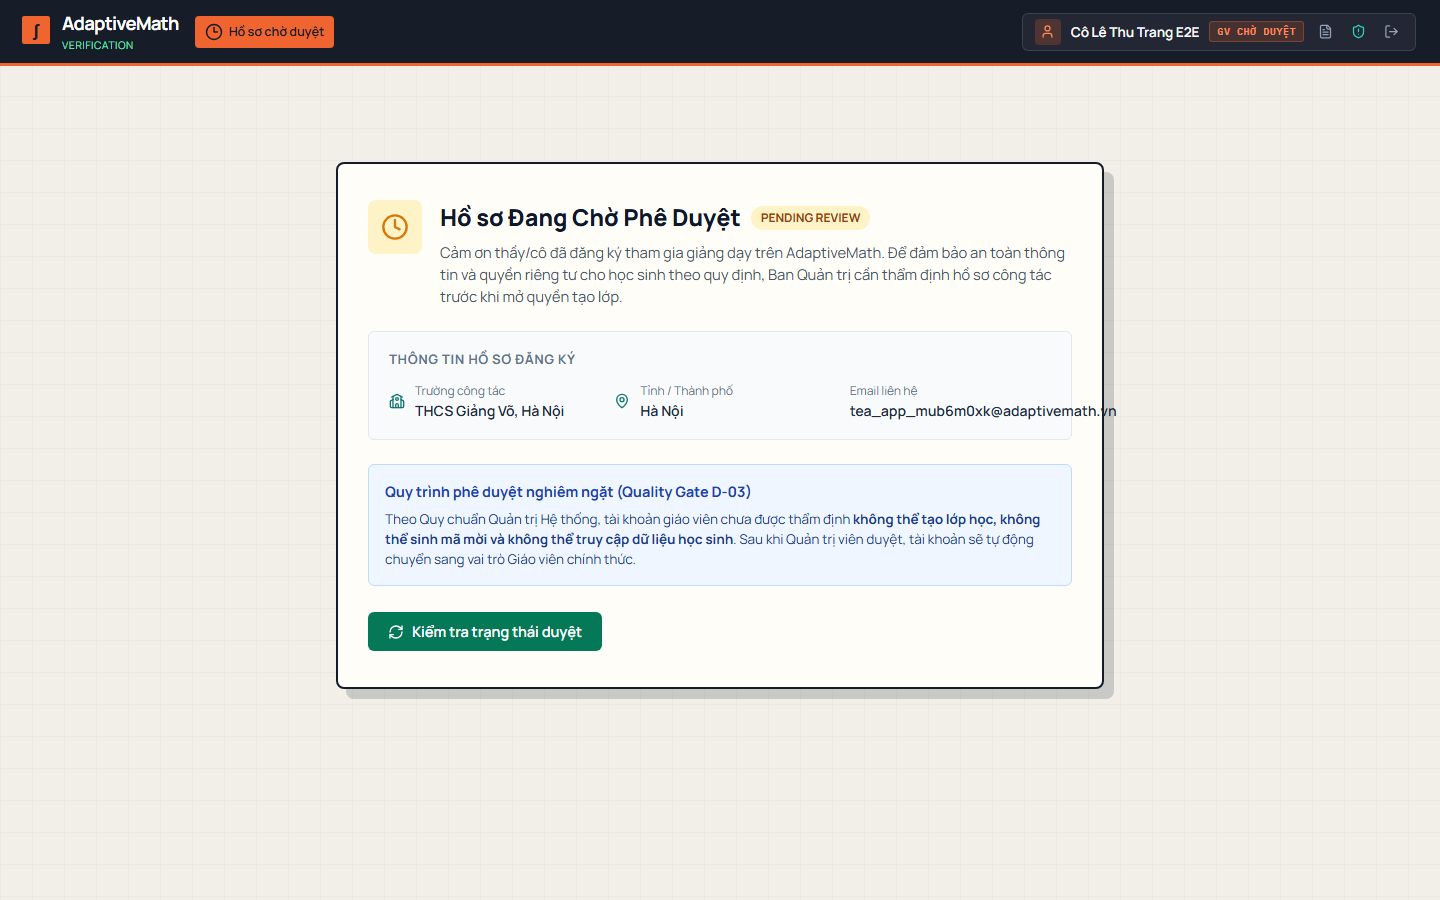 ∫
AdaptiveMath
VERIFICATION
Hồ sơ chờ duyệt
Cô Lê Thu Trang E2E
GV CHỜ DUYỆT
Hồ sơ Đang Chờ Phê Duyệt
PENDING REVIEW
Cảm ơn thầy/cô đã đăng ký tham gia giảng dạy trên AdaptiveMath. Để đảm bảo an toàn thông
tin và quyền riêng tư cho học sinh theo quy định, Ban Quản trị cần thẩm định hồ sơ công tác
trước khi mở quyền tạo lớp.
THÔNG TIN HỒ SƠ ĐĂNG KÝ
Trường công tác
THCS Giảng Võ, Hà Nội
Tỉnh / Thành phố
Hà Nội
Email liên hệ
tea_app_mub6m0xk@adaptivemath.vn
Quy trình phê duyệt nghiêm ngặt (Quality Gate D-03)
Theo Quy chuẩn Quản trị Hệ thống, tài khoản giáo viên chưa được thẩm định không thể tạo lớp học, không
thể sinh mã mời và không thể truy cập dữ liệu học sinh. Sau khi Quản trị viên duyệt, tài khoản sẽ tự động
chuyển sang vai trò Giáo viên chính thức.
Kiểm tra trạng thái duyệt